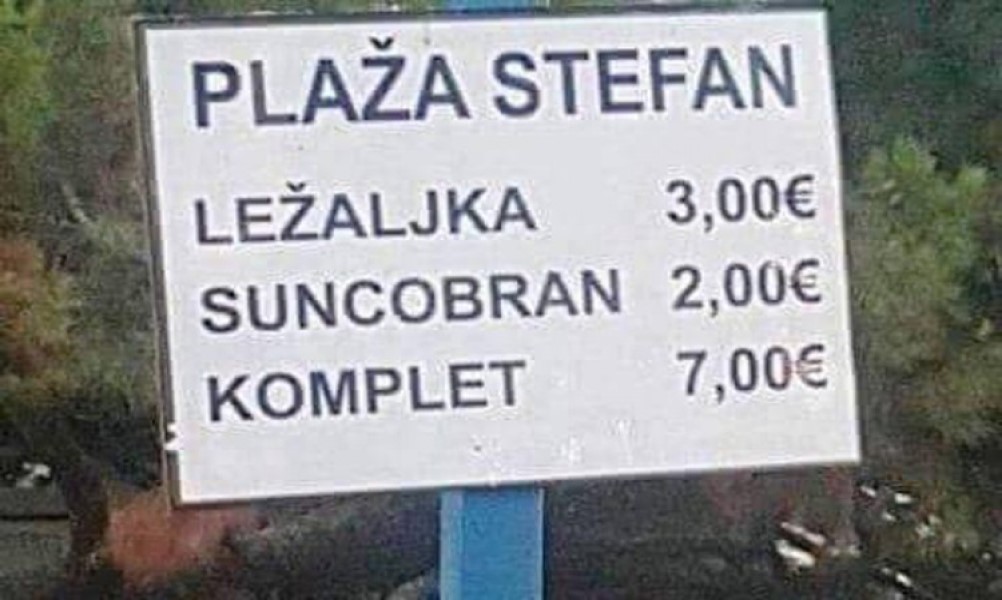 PLAŽA STEFAN
LEŽALJKA 3,00€
SUNCOBRAN 2,00€
KOMPLET 7,00€